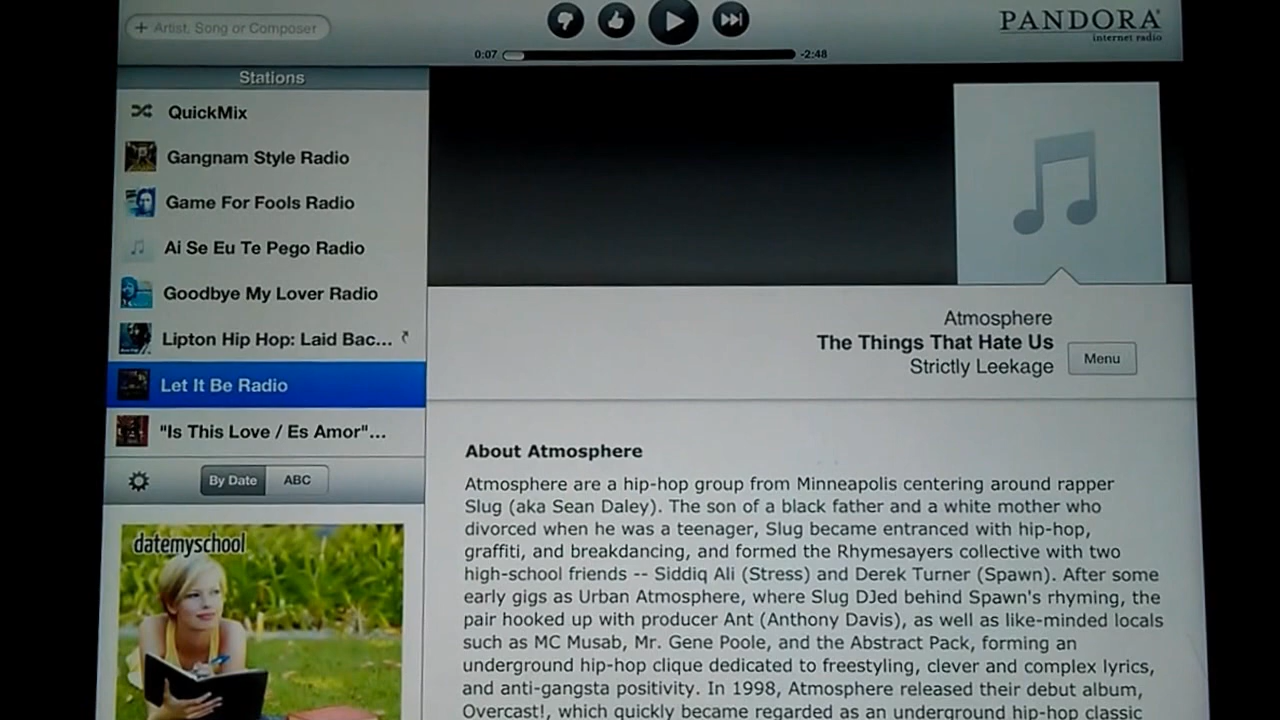 + Artist, Song or Composer
0:07
-2:48
PANDORA
internet radio
Stations
QuickMix
Gangnam Style Radio
Game For Fools Radio
Ai Se Eu Te Pego Radio
Goodbye My Lover Radio
Lipton Hip Hop: Laid Bac...
Let It Be Radio
"Is This Love / Es Amor"...
By Date
ABC
datemyschool
Atmosphere
The Things That Hate Us
Strictly Leekage
Menu
About Atmosphere
Atmosphere are a hip-hop group from Minneapolis centering around rapper
Slug (aka Sean Daley). The son of a black father and a white mother who
divorced when he was a teenager, Slug became entranced with hip-hop,
graffiti, and breakdancing, and formed the Rhymesayers collective with two
high-school friends -- Siddiq Ali (Stress) and Derek Turner (Spawn). After some
early gigs as Urban Atmosphere, where Slug DJed behind Spawn's rhyming, the
pair hooked up with producer Ant (Anthony Davis), as well as like-minded locals
such as MC Musab, Mr. Gene Poole, and the Abstract Pack, forming an
underground hip-hop clique dedicated to freestyling, clever and complex lyrics,
and anti-gangsta positivity. In 1998, Atmosphere released their debut album,
Overcast!, which quickly became regarded as an underground hip-hop classic